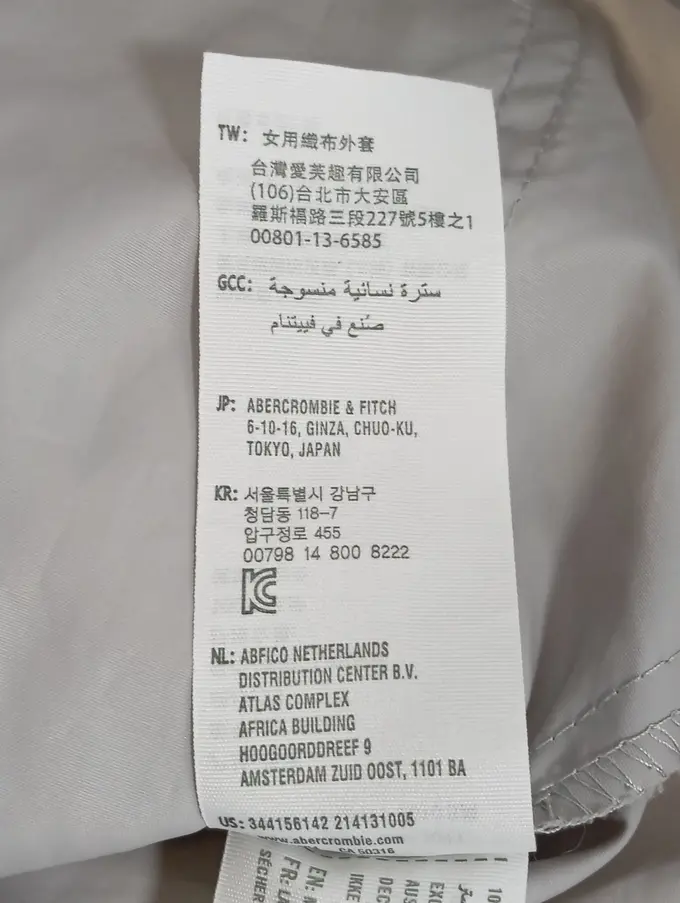 TW: 女用織布外套
台灣愛芙趣有限公司
(106)台北市大安區
羅斯福路三段227號5樓之1
00801-13-6585
GCC: سترة نسائية منسوجة
صُنع في فييتنام
JP: ABERCROMBIE & FITCH
6-10-16, GINZA, CHUO-KU,
TOKYO, JAPAN
KR: 서울특별시 강남구
청담동 118-7
압구정로 455
00798 14 800 8222
KC
NL: ABFICO NETHERLANDS
DISTRIBUTION CENTER B.V.
ATLAS COMPLEX
AFRICA BUILDING
HOOGOORDDREEF 9
AMSTERDAM ZUID OOST, 1101 BA
US: 344156142 214131005
www.abercrombie.com
CA 50316